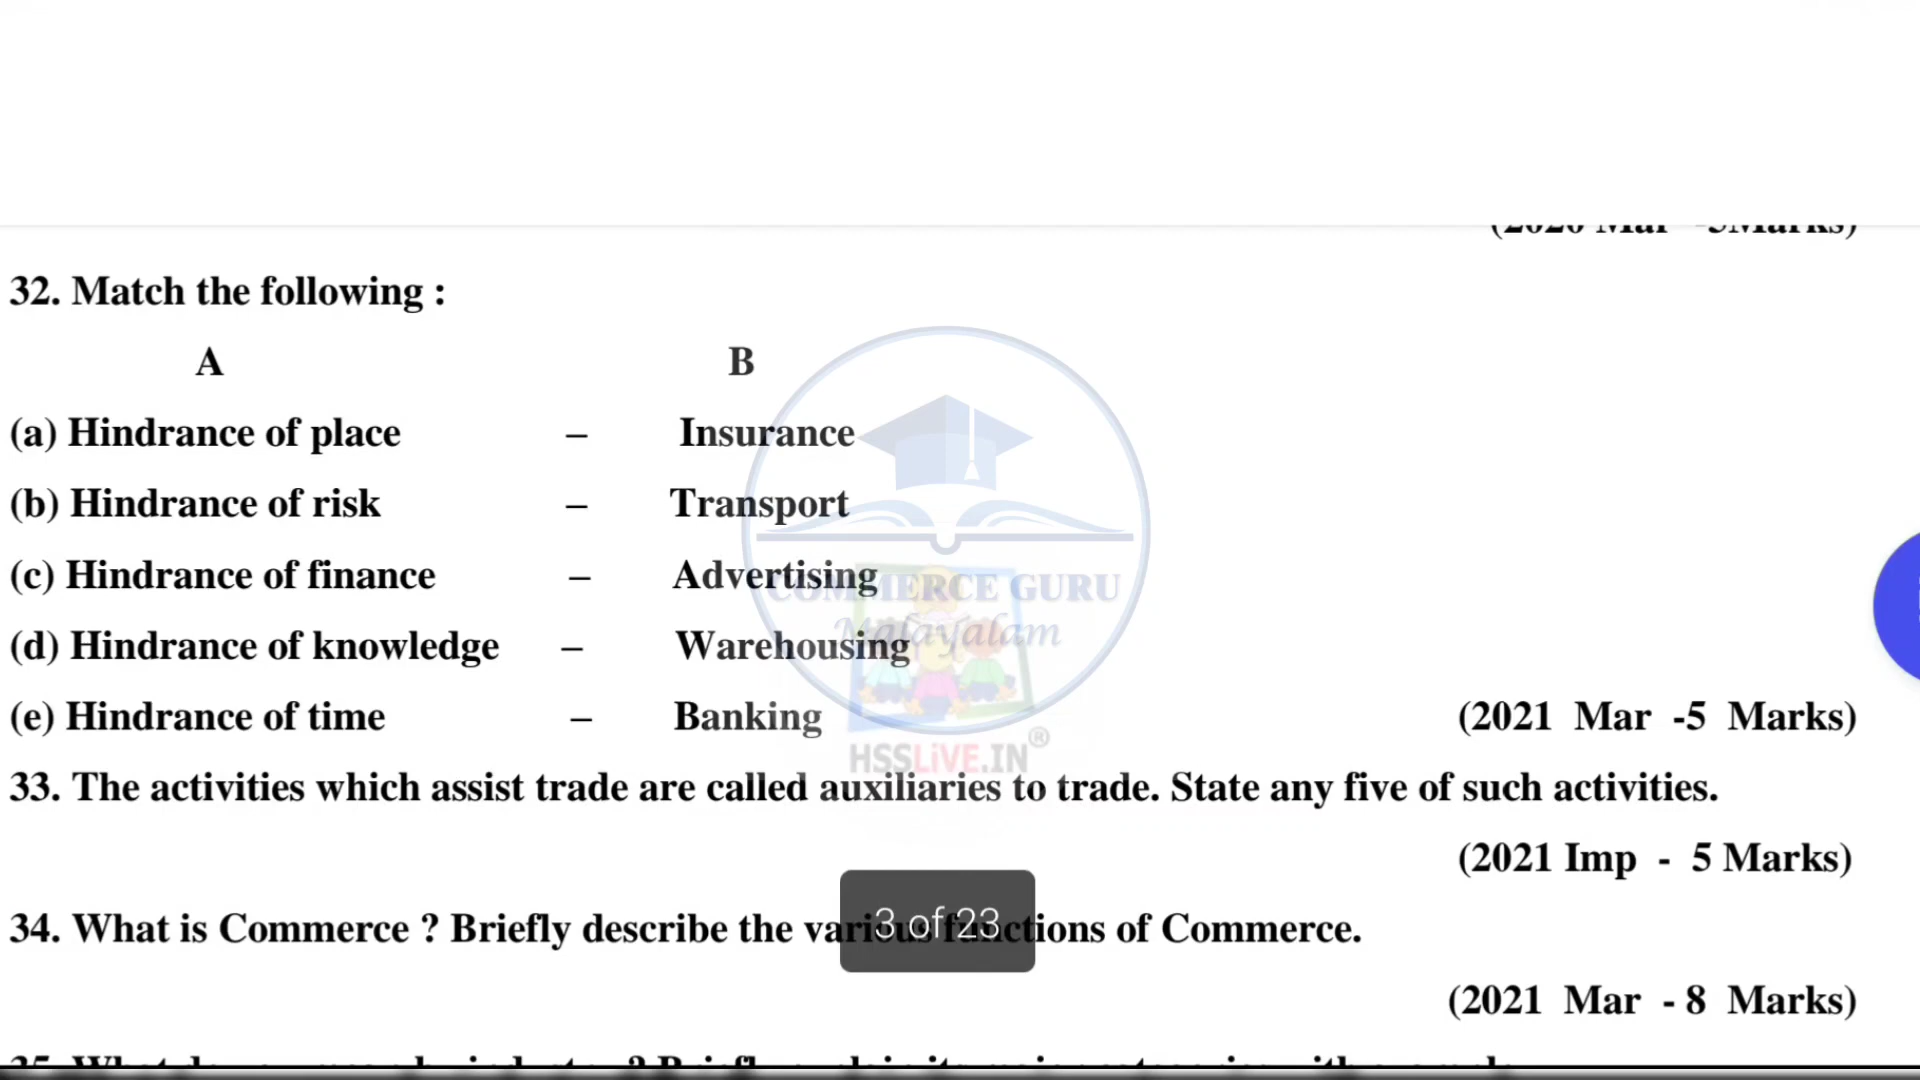 32. Match the following :
A B
(a) Hindrance of place – Insurance
(b) Hindrance of risk – Transport
(c) Hindrance of finance – Advertising
COMMERCE GURU
Malayalam
(d) Hindrance of knowledge – Warehousing
(e) Hindrance of time – Banking (2021 Mar -5 Marks)
HSSLiVE.IN®
33. The activities which assist trade are called auxiliaries to trade. State any five of such activities.
(2021 Imp - 5 Marks)
34. What is Commerce ? Briefly describe the various functions of Commerce.
3 of 23
(2021 Mar - 8 Marks)